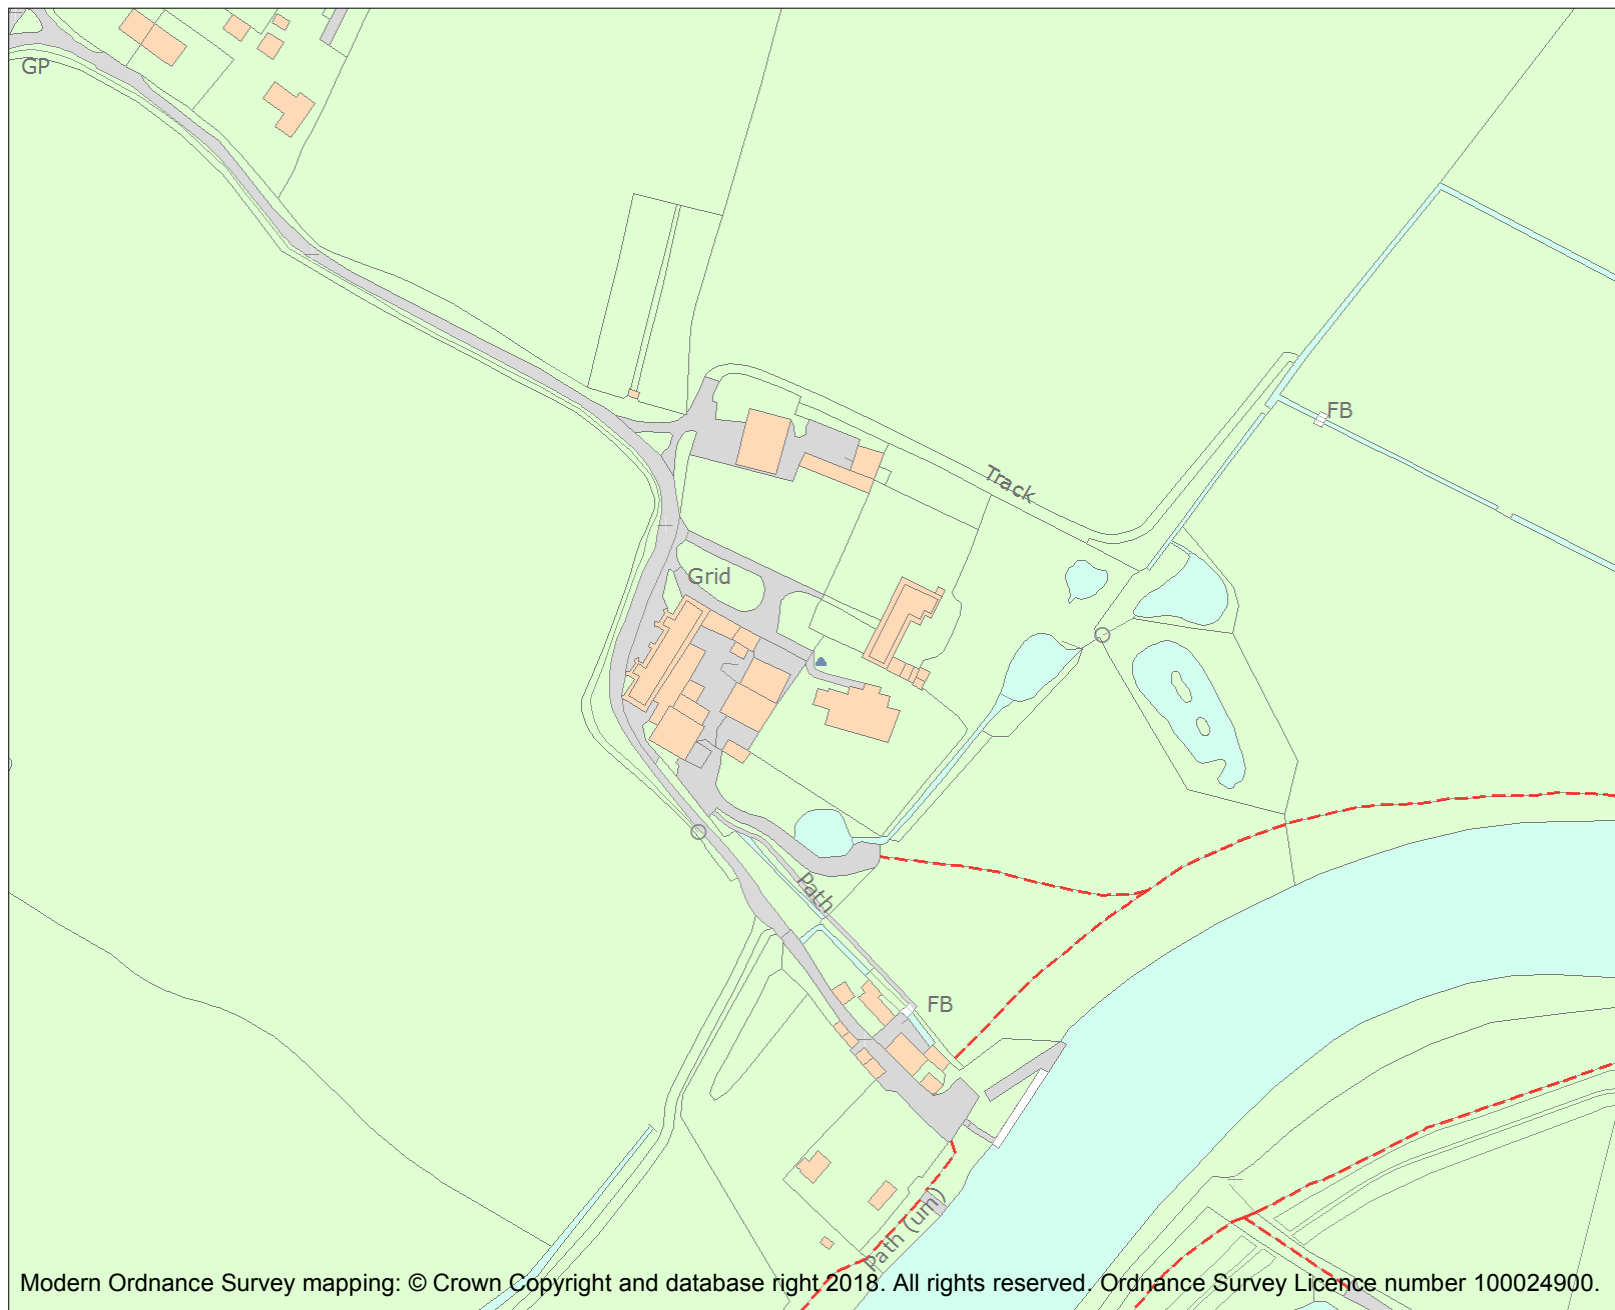 GP
FB
Track
Grid
Path
FB
Path (um)
Modern Ordnance Survey mapping: © Crown Copyright and database right 2018. All rights reserved. Ordnance Survey Licence number 100024900.